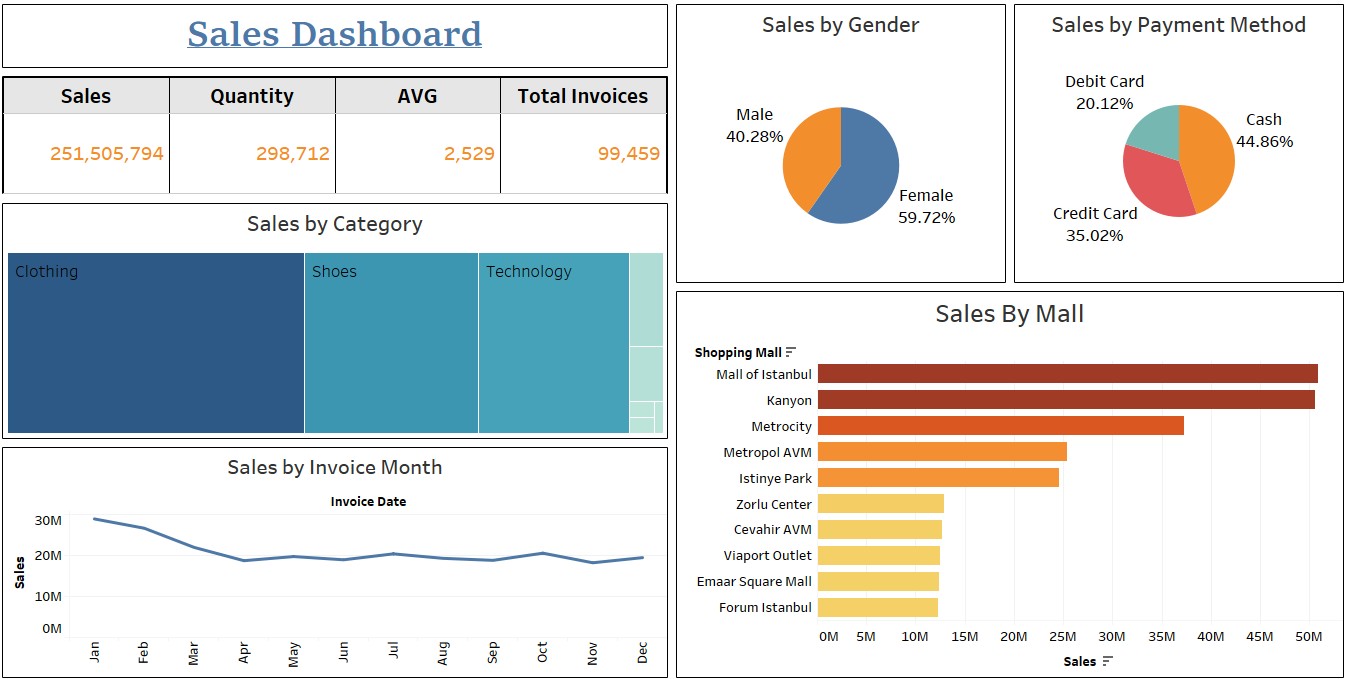 Sales Dashboard
Sales Quantity AVG Total Invoices
251,505,794 298,712 2,529 99,459
Sales by Category
Clothing Shoes Technology
Sales by Invoice Month
Invoice Date
Sales
30M
20M
10M
0M
Jan Feb Mar Apr May Jun Jul Aug Sep Oct Nov Dec
Sales by Gender
Male
40.28%
Female
59.72%
Sales by Payment Method
Debit Card
20.12%
Cash
44.86%
Credit Card
35.02%
Sales By Mall
Shopping Mall
Mall of Istanbul
Kanyon
Metrocity
Metropol AVM
Istinye Park
Zorlu Center
Cevahir AVM
Viaport Outlet
Emaar Square Mall
Forum Istanbul
0M 5M 10M 15M 20M 25M 30M 35M 40M 45M 50M
Sales